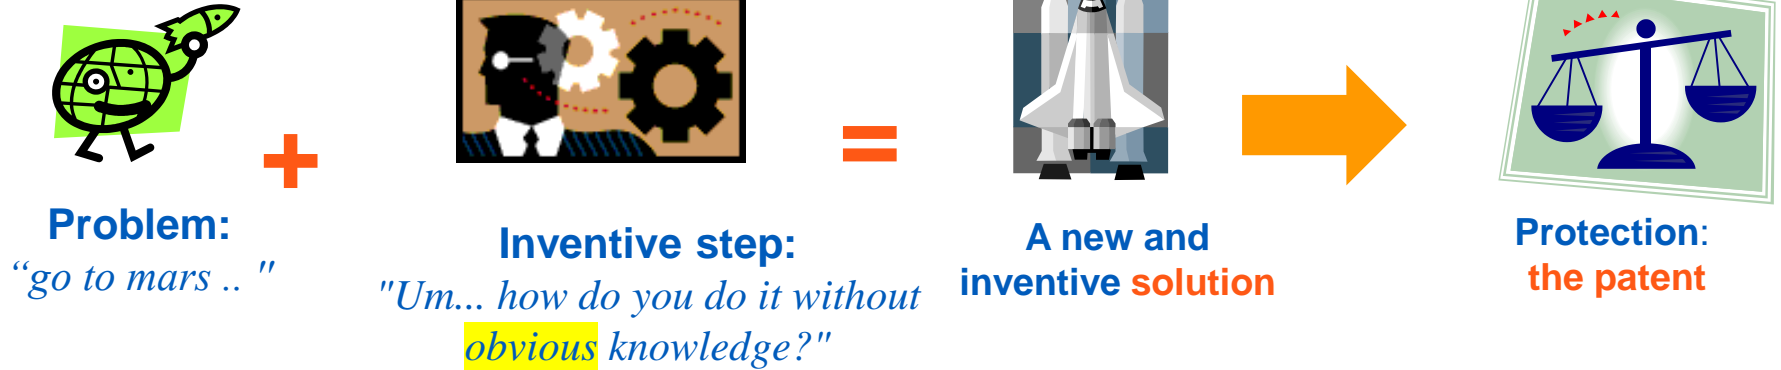 +
=
Problem:
“go to mars .. "
Inventive step:
"Um... how do you do it without
obvious knowledge?"
A new and
inventive solution
Protection:
the patent